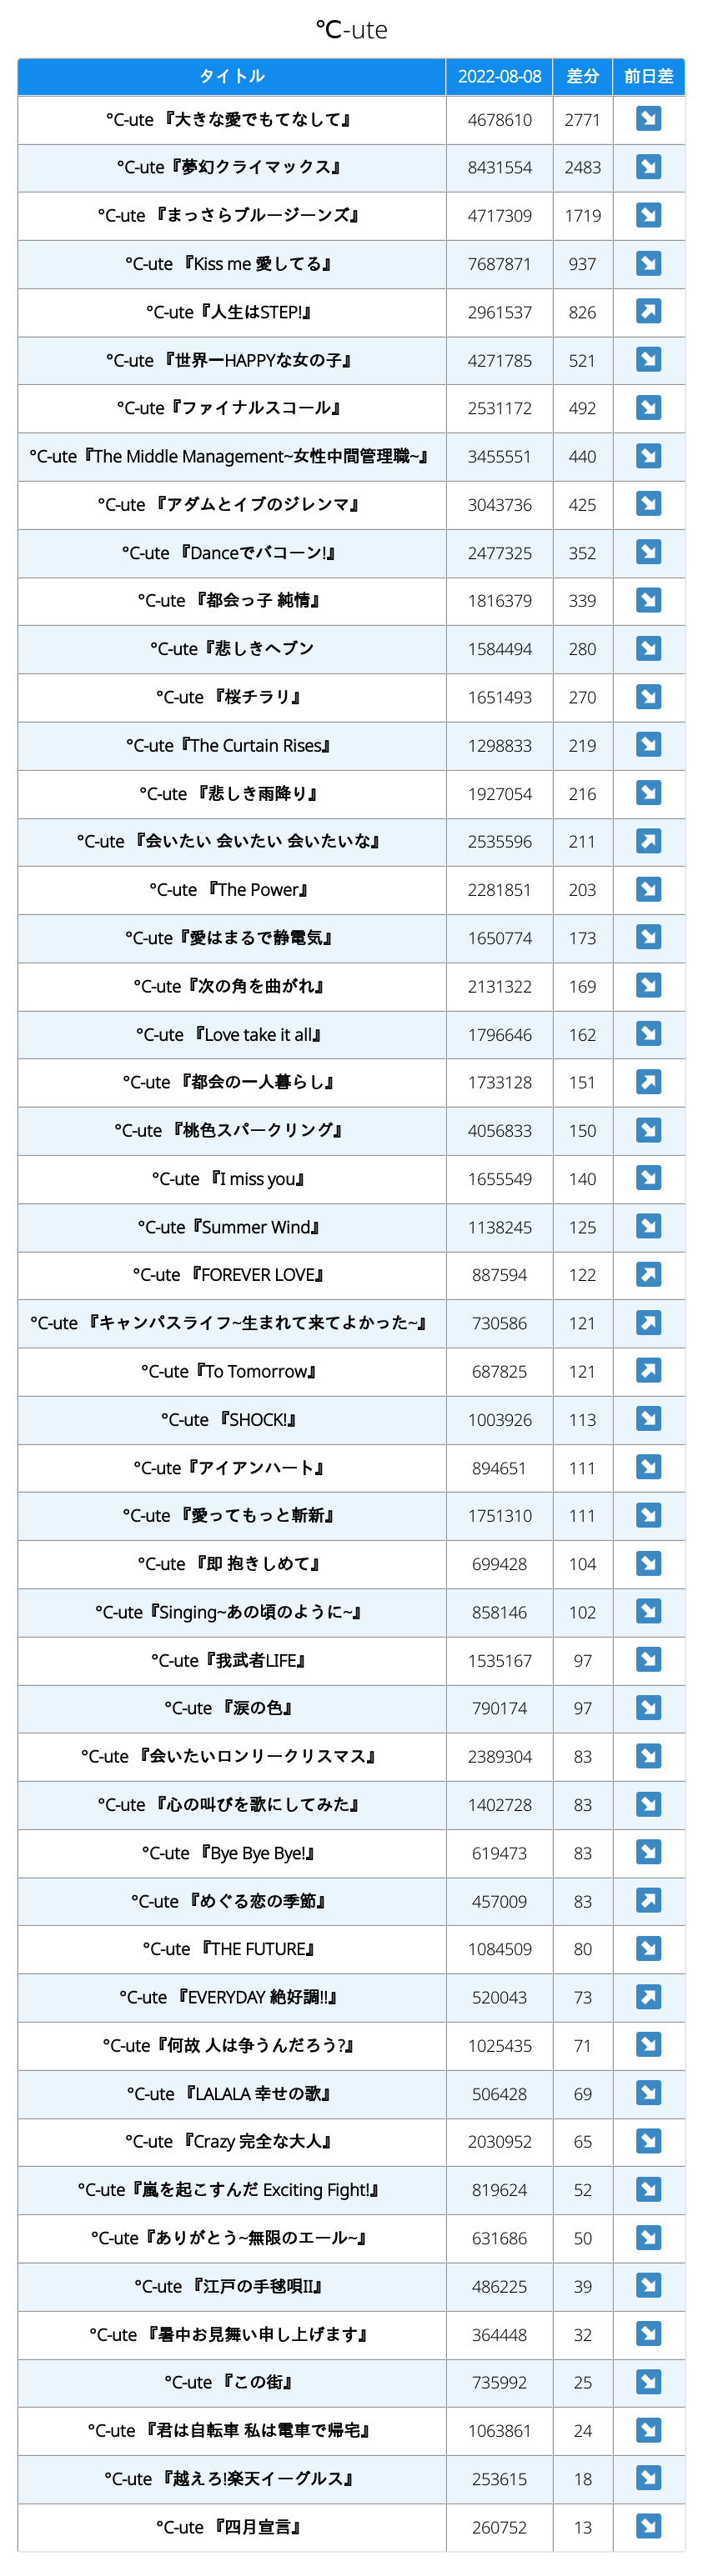 ℃-ute
タイトル 2022-08-08 差分 前日差
°C-ute 『大きな愛でもてなして』 4678610 2771 ↘
°C-ute『夢幻クライマックス』 8431554 2483 ↘
°C-ute 『まっさらブルージーンズ』 4717309 1719 ↘
°C-ute 『Kiss me 愛してる』 7687871 937 ↘
°C-ute『人生はSTEP!』 2961537 826 ↗
°C-ute 『世界一HAPPYな女の子』 4271785 521 ↘
°C-ute『ファイナルスコール』 2531172 492 ↘
°C-ute『The Middle Management~女性中間管理職~』 3455551 440 ↘
°C-ute 『アダムとイブのジレンマ』 3043736 425 ↘
°C-ute 『Danceでバコーン!』 2477325 352 ↘
°C-ute 『都会っ子 純情』 1816379 339 ↘
°C-ute『悲しきヘブン 1584494 280 ↘
°C-ute 『桜チラリ』 1651493 270 ↘
°C-ute『The Curtain Rises』 1298833 219 ↘
°C-ute 『悲しき雨降り』 1927054 216 ↘
°C-ute 『会いたい 会いたい 会いたいな』 2535596 211 ↗
°C-ute 『The Power』 2281851 203 ↘
°C-ute『愛はまるで静電気』 1650774 173 ↘
°C-ute『次の角を曲がれ』 2131322 169 ↘
°C-ute 『Love take it all』 1796646 162 ↘
°C-ute 『都会の一人暮らし』 1733128 151 ↗
°C-ute 『桃色スパークリング』 4056833 150 ↘
°C-ute 『I miss you』 1655549 140 ↘
°C-ute『Summer Wind』 1138245 125 ↘
°C-ute 『FOREVER LOVE』 887594 122 ↗
°C-ute 『キャンパスライフ~生まれて来てよかった~』 730586 121 ↗
°C-ute『To Tomorrow』 687825 121 ↗
°C-ute 『SHOCK!』 1003926 113 ↘
°C-ute『アイアンハート』 894651 111 ↘
°C-ute 『愛ってもっと斬新』 1751310 111 ↘
°C-ute 『即 抱きしめて』 699428 104 ↘
°C-ute『Singing~あの頃のように~』 858146 102 ↘
°C-ute『我武者LIFE』 1535167 97 ↘
°C-ute 『涙の色』 790174 97 ↘
°C-ute 『会いたいロンリークリスマス』 2389304 83 ↘
°C-ute 『心の叫びを歌にしてみた』 1402728 83 ↘
°C-ute 『Bye Bye Bye!』 619473 83 ↘
°C-ute 『めぐる恋の季節』 457009 83 ↗
°C-ute 『THE FUTURE』 1084509 80 ↘
°C-ute 『EVERYDAY 絶好調!!』 520043 73 ↗
°C-ute『何故 人は争うんだろう?』 1025435 71 ↘
°C-ute 『LALALA 幸せの歌』 506428 69 ↘
°C-ute 『Crazy 完全な大人』 2030952 65 ↘
°C-ute『嵐を起こすんだ Exciting Fight!』 819624 52 ↘
°C-ute『ありがとう~無限のエール~』 631686 50 ↘
°C-ute 『江戸の手毬唄II』 486225 39 ↘
°C-ute 『暑中お見舞い申し上げます』 364448 32 ↘
°C-ute 『この街』 735992 25 ↘
°C-ute 『君は自転車 私は電車で帰宅』 1063861 24 ↘
°C-ute 『越えろ!楽天イーグルス』 253615 18 ↘
°C-ute 『四月宣言』 260752 13 ↘